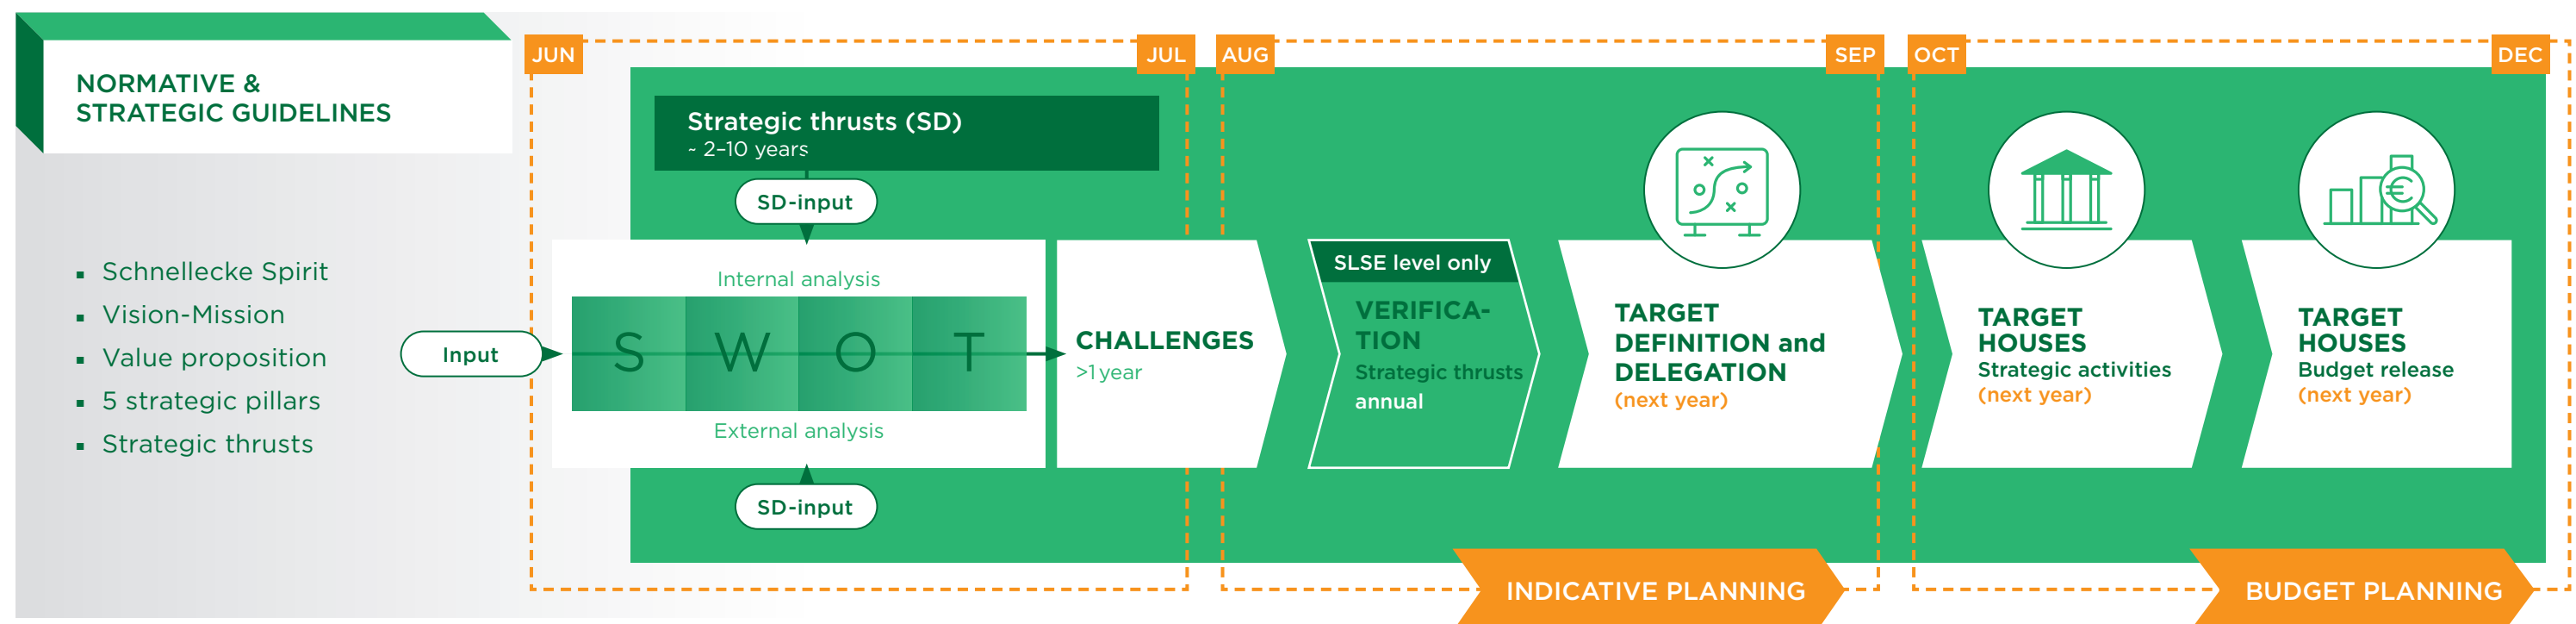 NORMATIVE &
STRATEGIC GUIDELINES
▪ Schnellecke Spirit
▪ Vision-Mission
▪ Value proposition
▪ 5 strategic pillars
▪ Strategic thrusts
Input
JUN
JUL
Strategic thrusts (SD)
~ 2–10 years
SD-input
Internal analysis
S W O T
External analysis
SD-input
CHALLENGES
>1 year
AUG
SEP
SLSE level only
VERIFICA-
TION
Strategic thrusts
annual
TARGET
DEFINITION and
DELEGATION
(next year)
INDICATIVE PLANNING
OCT
DEC
TARGET
HOUSES
Strategic activities
(next year)
€
TARGET
HOUSES
Budget release
(next year)
BUDGET PLANNING